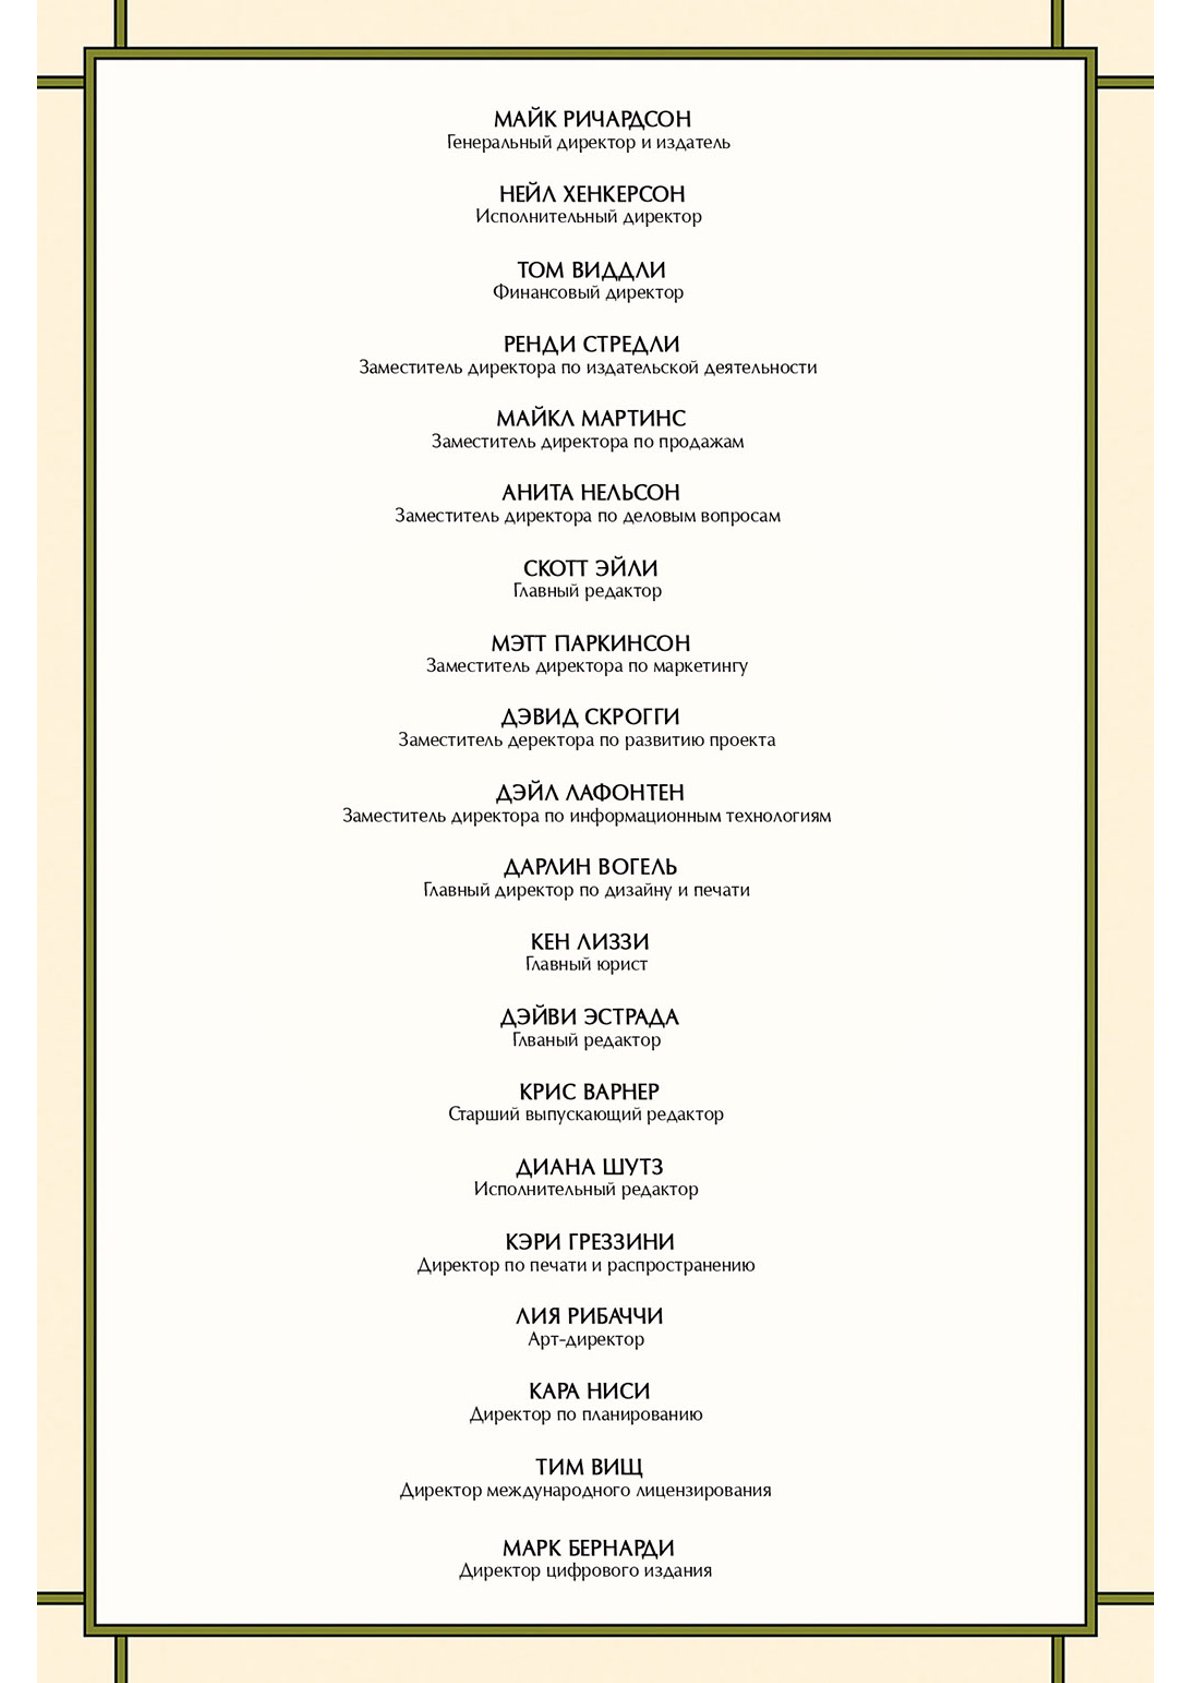 МАЙК РИЧАРДСОН
Генеральный директор и издатель
НЕЙЛ ХЕНКЕРСОН
Исполнительный директор
ТОМ ВИДДЛИ
Финансовый директор
РЕНДИ СТРЕДЛИ
Заместитель директора по издательской деятельности
МАЙКЛ МАРТИНС
Заместитель директора по продажам
АНИТА НЕЛЬСОН
Заместитель директора по деловым вопросам
СКОТТ ЭЙЛИ
Главный редактор
МЭТТ ПАРКИНСОН
Заместитель директора по маркетингу
ДЭВИД СКРОГГИ
Заместитель деректора по развитию проекта
ДЭЙЛ ЛАФОНТЕН
Заместитель директора по информационным технологиям
ДАРЛИН ВОГЕЛЬ
Главный директор по дизайну и печати
КЕН ЛИЗЗИ
Главный юрист
ДЭЙВИ ЭСТРАДА
Глваный редактор
КРИС ВАРНЕР
Старший выпускающий редактор
ДИАНА ШУТЗ
Исполнительный редактор
КЭРИ ГРЕЗЗИНИ
Директор по печати и распространению
ЛИЯ РИБАЧЧИ
Арт-директор
КАРА НИСИ
Директор по планированию
ТИМ ВИЩ
Директор международного лицензирования
МАРК БЕРНАРДИ
Директор цифрового издания